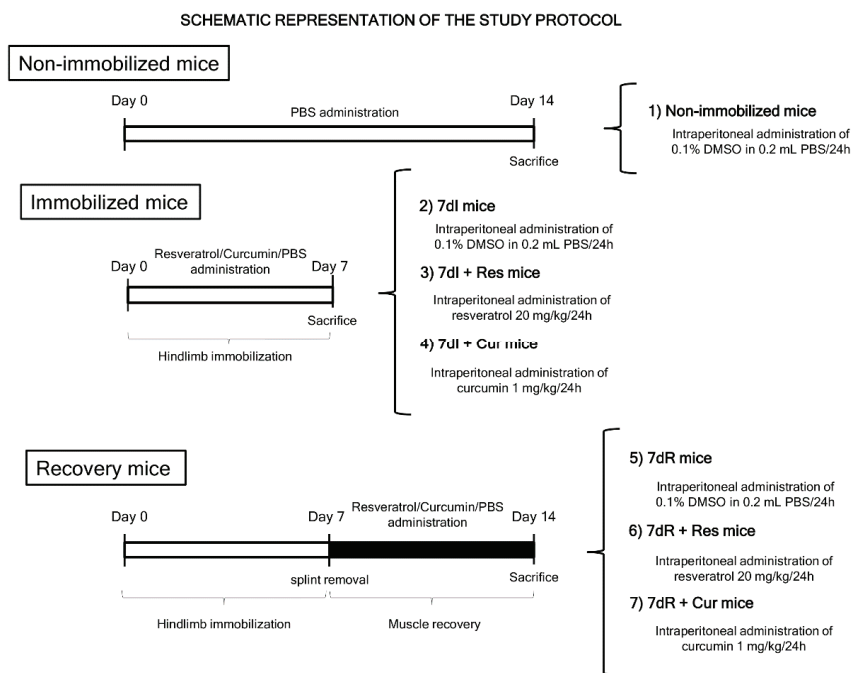 SCHEMATIC REPRESENTATION OF THE STUDY PROTOCOL
Non-immobilized mice
Day 0
PBS administration
Day 14
Sacrifice
1) Non-immobilized mice
Intraperitoneal administration of
0.1% DMSO in 0.2 mL PBS/24h
Immobilized mice
Day 0
Resveratrol/Curcumin/PBS
administration
Day 7
Sacrifice
Hindlimb immobilization
2) 7dI mice
Intraperitoneal administration of
0.1% DMSO in 0.2 mL PBS/24h
3) 7dI + Res mice
Intraperitoneal administration of
resveratrol 20 mg/kg/24h
4) 7dI + Cur mice
Intraperitoneal administration of
curcumin 1 mg/kg/24h
Recovery mice
Day 0
Day 7
Resveratrol/Curcumin/PBS
administration
Day 14
splint removal
Sacrifice
Hindlimb immobilization
Muscle recovery
5) 7dR mice
Intraperitoneal administration of
0.1% DMSO in 0.2 mL PBS/24h
6) 7dR + Res mice
Intraperitoneal administration of
resveratrol 20 mg/kg/24h
7) 7dR + Cur mice
Intraperitoneal administration of
curcumin 1 mg/kg/24h